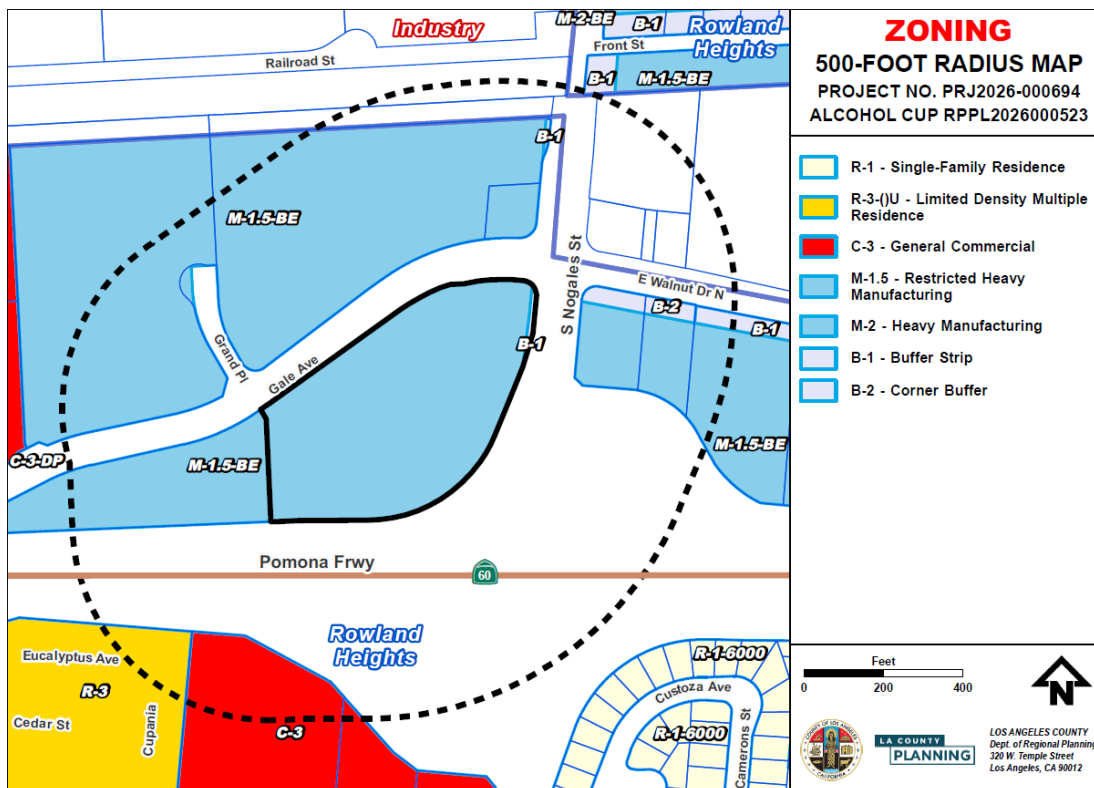 Industry
M-2-BE
B-1
Rowland
Heights
Railroad St
Front St
B-1
M-1.5-BE
B-1
M-1.5-BE
S Nogales St
E Walnut Dr N
B-2
B-1
B-1
Grand Pl
Gale Ave
C-3-DP
M-1.5-BE
M-1.5-BE
Pomona Frwy
60
Rowland
Heights
Eucalyptus Ave
R-3
Cedar St
Cupania
C-3
R-1-6000
Custoza Ave
R-1-6000
Camerons St
ZONING
500-FOOT RADIUS MAP
PROJECT NO. PRJ2026-000694
ALCOHOL CUP RPPL2026000523
R-1 - Single-Family Residence
R-3-()U - Limited Density Multiple
Residence
C-3 - General Commercial
M-1.5 - Restricted Heavy
Manufacturing
M-2 - Heavy Manufacturing
B-1 - Buffer Strip
B-2 - Corner Buffer
Feet
0 200 400
N
COUNTY OF LOS ANGELES
CALIFORNIA
LA COUNTY
PLANNING
LOS ANGELES COUNTY
Dept. of Regional Planning
320 W. Temple Street
Los Angeles, CA 90012